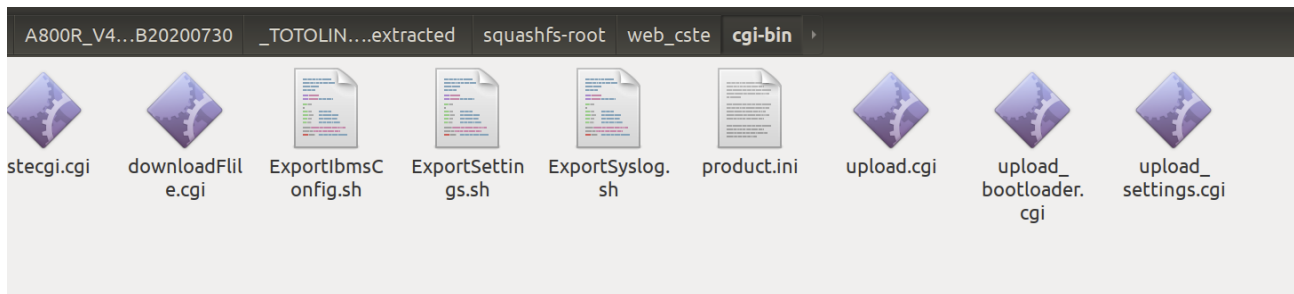 A800R_V4...B20200730 _TOTOLIN....extracted squashfs-root web_cste cgi-bin
stecgi.cgi downloadFlil ExportIbmsC ExportSettin ExportSyslog. product.ini upload.cgi upload_ upload_
e.cgi onfig.sh gs.sh sh bootloader. settings.cgi
cgi